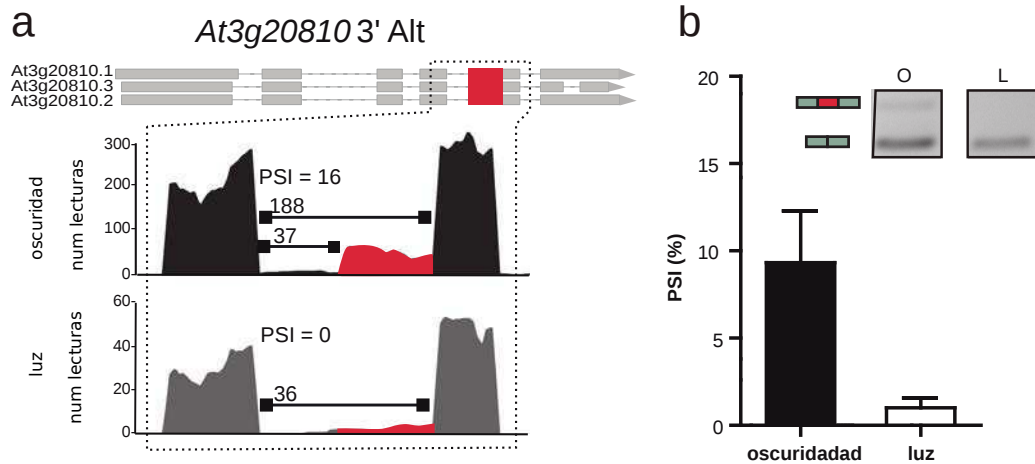 a
At3g20810 3' Alt
At3g20810.1
At3g20810.3
At3g20810.2
oscuridad
num lecturas
300
200
100
0
PSI = 16
188
37
luz
num lecturas
60
40
20
0
PSI = 0
36
b
PSI (%)
20
15
10
5
0
O
L
oscuridadad
luz